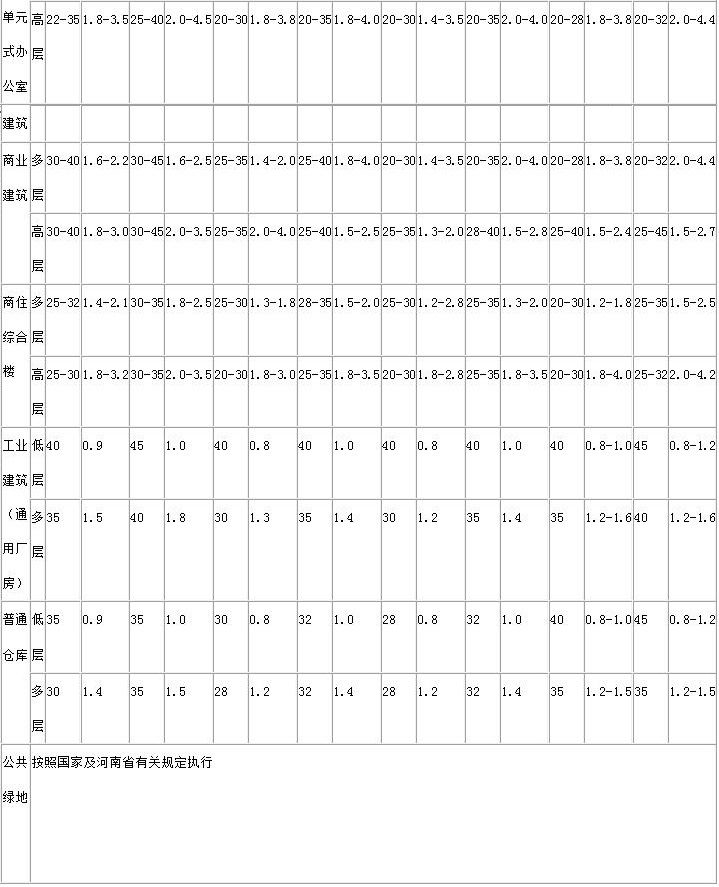 单元 高 22-35 1.8-3.5 25-40 2.0-4.5 20-30 1.8-3.8 20-35 1.8-4.0 20-30 1.4-3.5 20-35 2.0-4.0 20-28 1.8-3.8 20-32 2.0-4.4
式办 层
公室
建筑
商业 多 30-40 1.6-2.2 30-45 1.6-2.5 25-35 1.4-2.0 25-40 1.8-4.0 20-30 1.4-3.5 20-35 2.0-4.0 20-28 1.8-3.8 20-32 2.0-4.4
建筑 层
高 30-40 1.8-3.0 30-45 2.0-3.5 25-35 2.0-4.0 25-40 1.5-2.5 25-35 1.3-2.0 28-40 1.5-2.8 25-40 1.5-2.4 25-45 1.5-2.7
层
商住 多 25-32 1.4-2.1 30-35 1.8-2.5 25-30 1.3-1.8 28-35 1.5-2.0 25-30 1.2-2.8 25-35 1.3-2.0 20-30 1.2-1.8 25-35 1.5-2.5
综合 层
楼 高 25-30 1.8-3.2 30-35 2.0-3.5 20-30 1.8-3.0 25-35 1.8-3.5 20-30 1.8-2.8 25-35 1.8-3.5 20-30 1.8-4.0 25-32 2.0-4.2
层
工业 低 40 0.9 45 1.0 40 0.8 40 1.0 40 0.8 40 1.0 40 0.8-1.0 45 0.8-1.2
建筑 层
（通 多 35 1.5 40 1.8 30 1.3 35 1.4 30 1.2 35 1.4 35 1.2-1.6 40 1.2-1.6
用厂 层
房）
普通 低 35 0.9 35 1.0 30 0.8 32 1.0 28 0.8 32 1.0 40 0.8-1.0 45 0.8-1.2
仓库 层
多 30 1.4 35 1.5 28 1.2 32 1.4 28 1.2 32 1.4 35 1.2-1.5 35 1.2-1.5
层
公共 按照国家及河南省有关规定执行
绿地